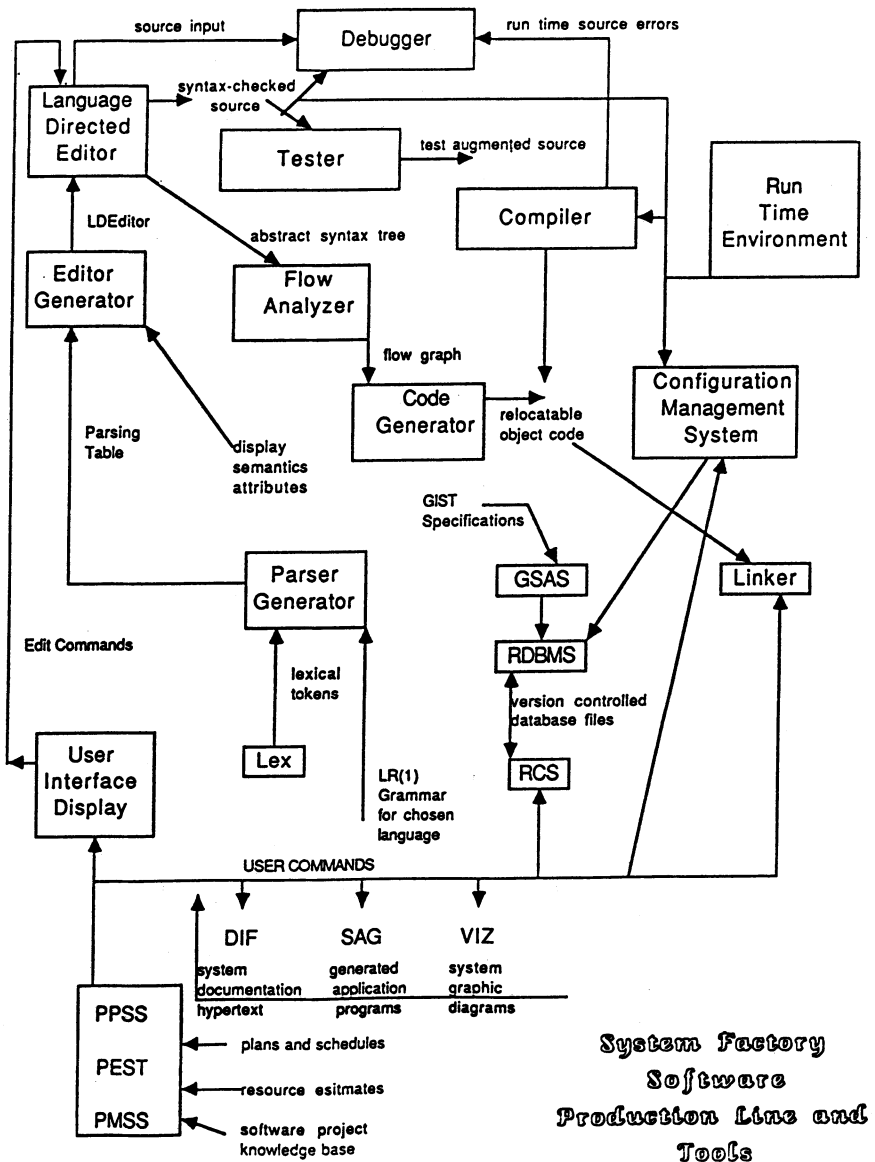 source input
Debugger
run time source errors
Language
Directed
Editor
syntax-checked
source
Tester
test augmented source
Compiler
Run
Time
Environment
LDEditor
abstract syntax tree
Editor
Generator
Flow
Analyzer
flow graph
Code
Generator
relocatable
object code
Configuration
Management
System
Parsing
Table
display
semantics
attributes
GIST
Specifications
GSAS
Linker
Parser
Generator
RDBMS
Edit Commands
lexical
tokens
version controlled
database files
User
Interface
Display
Lex
RCS
LR(1)
Grammar
for chosen
language
USER COMMANDS
DIF
system
documentation
hypertext
SAG
generated
application
programs
VIZ
system
graphic
diagrams
PPSS
PEST
PMSS
plans and schedules
resource esitmates
software project
knowledge base
System Factory
Software
Production Line and
Tools